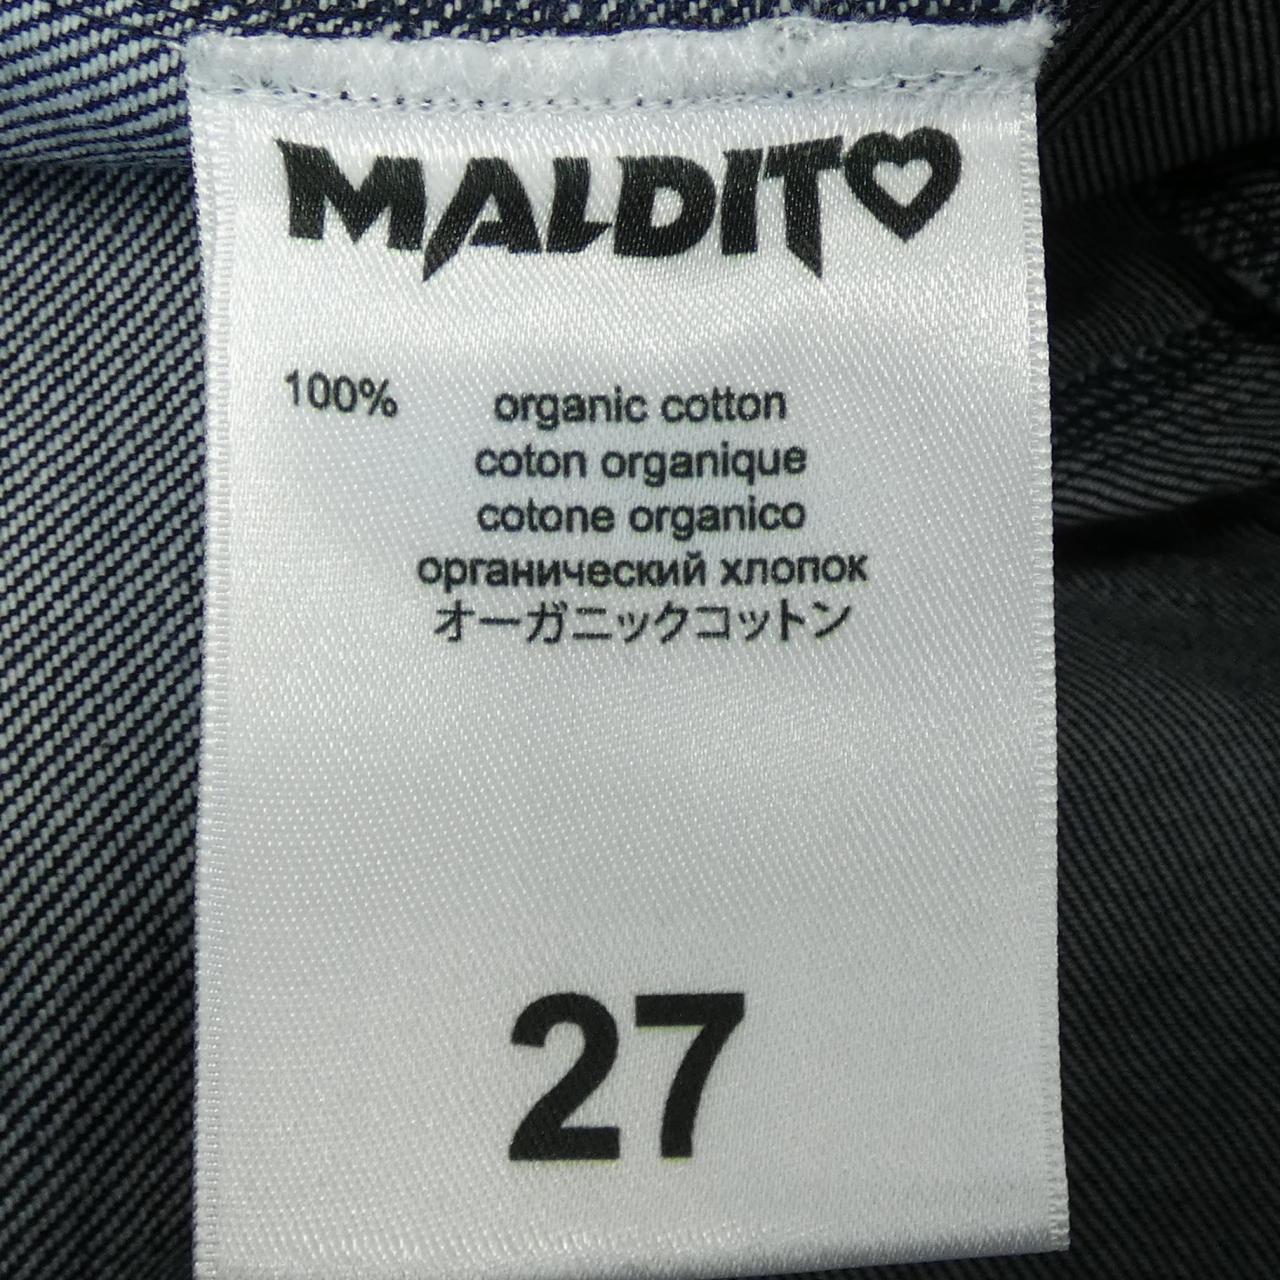 MALDITO
100% organic cotton
coton organique
cotone organico
органический хлопок
オーガニックコットン
27